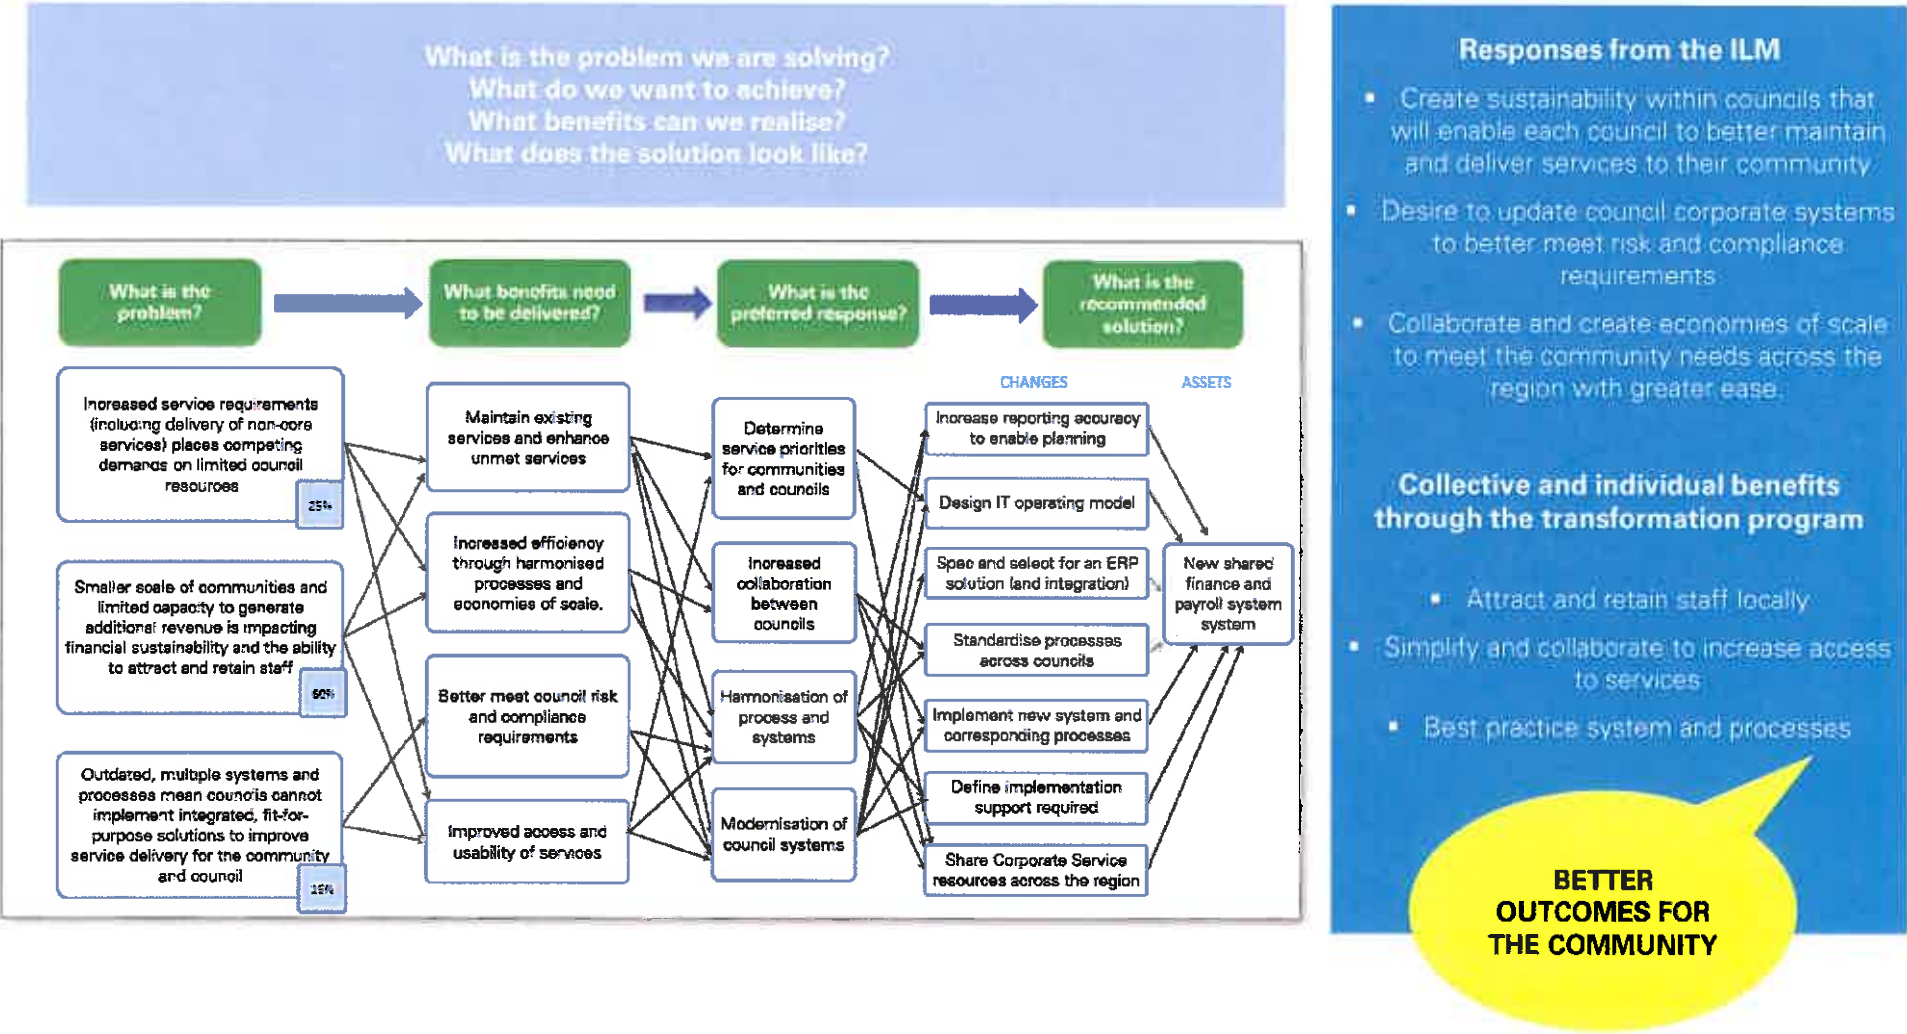 What is the problem we are solving?
What do we want to achieve?
What benefits can we realise?
What does the solution look like?
What is the
problem?
What benefits need
to be delivered?
What is the
preferred response?
What is the
recommended
solution?
CHANGES
ASSETS
Increased service requirements
(including delivery of non-core
services) places competing
demands on limited council
resources
25%
Smaller scale of communities and
limited capacity to generate
additional revenue is impacting
financial sustainability and the ability
to attract and retain staff
60%
Outdated, multiple systems and
processes mean councils cannot
implement integrated, fit-for-
purpose solutions to improve
service delivery for the community
and council
15%
Maintain existing
services and enhance
unmet services
Increased efficiency
through harmonised
processes and
economies of scale.
Better meet council risk
and compliance
requirements
Improved access and
usability of services
Determine
service priorities
for communities
and councils
Increased
collaboration
between
councils
Harmonisation of
process and
systems
Modernisation of
council systems
Increase reporting accuracy
to enable planning
Design IT operating model
Spec and select for an ERP
solution (and integration)
Standardise processes
across councils
Implement new system and
corresponding processes
Define implementation
support required
Share Corporate Service
resources across the region
New shared
finance and
payroll system
system
Responses from the ILM
▪ Create sustainability within councils that
will enable each council to better maintain
and deliver services to their community
▪ Desire to update council corporate systems
to better meet risk and compliance
requirements
▪ Collaborate and create economies of scale
to meet the community needs across the
region with greater ease.
Collective and individual benefits
through the transformation program
▪ Attract and retain staff locally
▪ Simplify and collaborate to increase access
to services
▪ Best practice system and processes
BETTER
OUTCOMES FOR
THE COMMUNITY